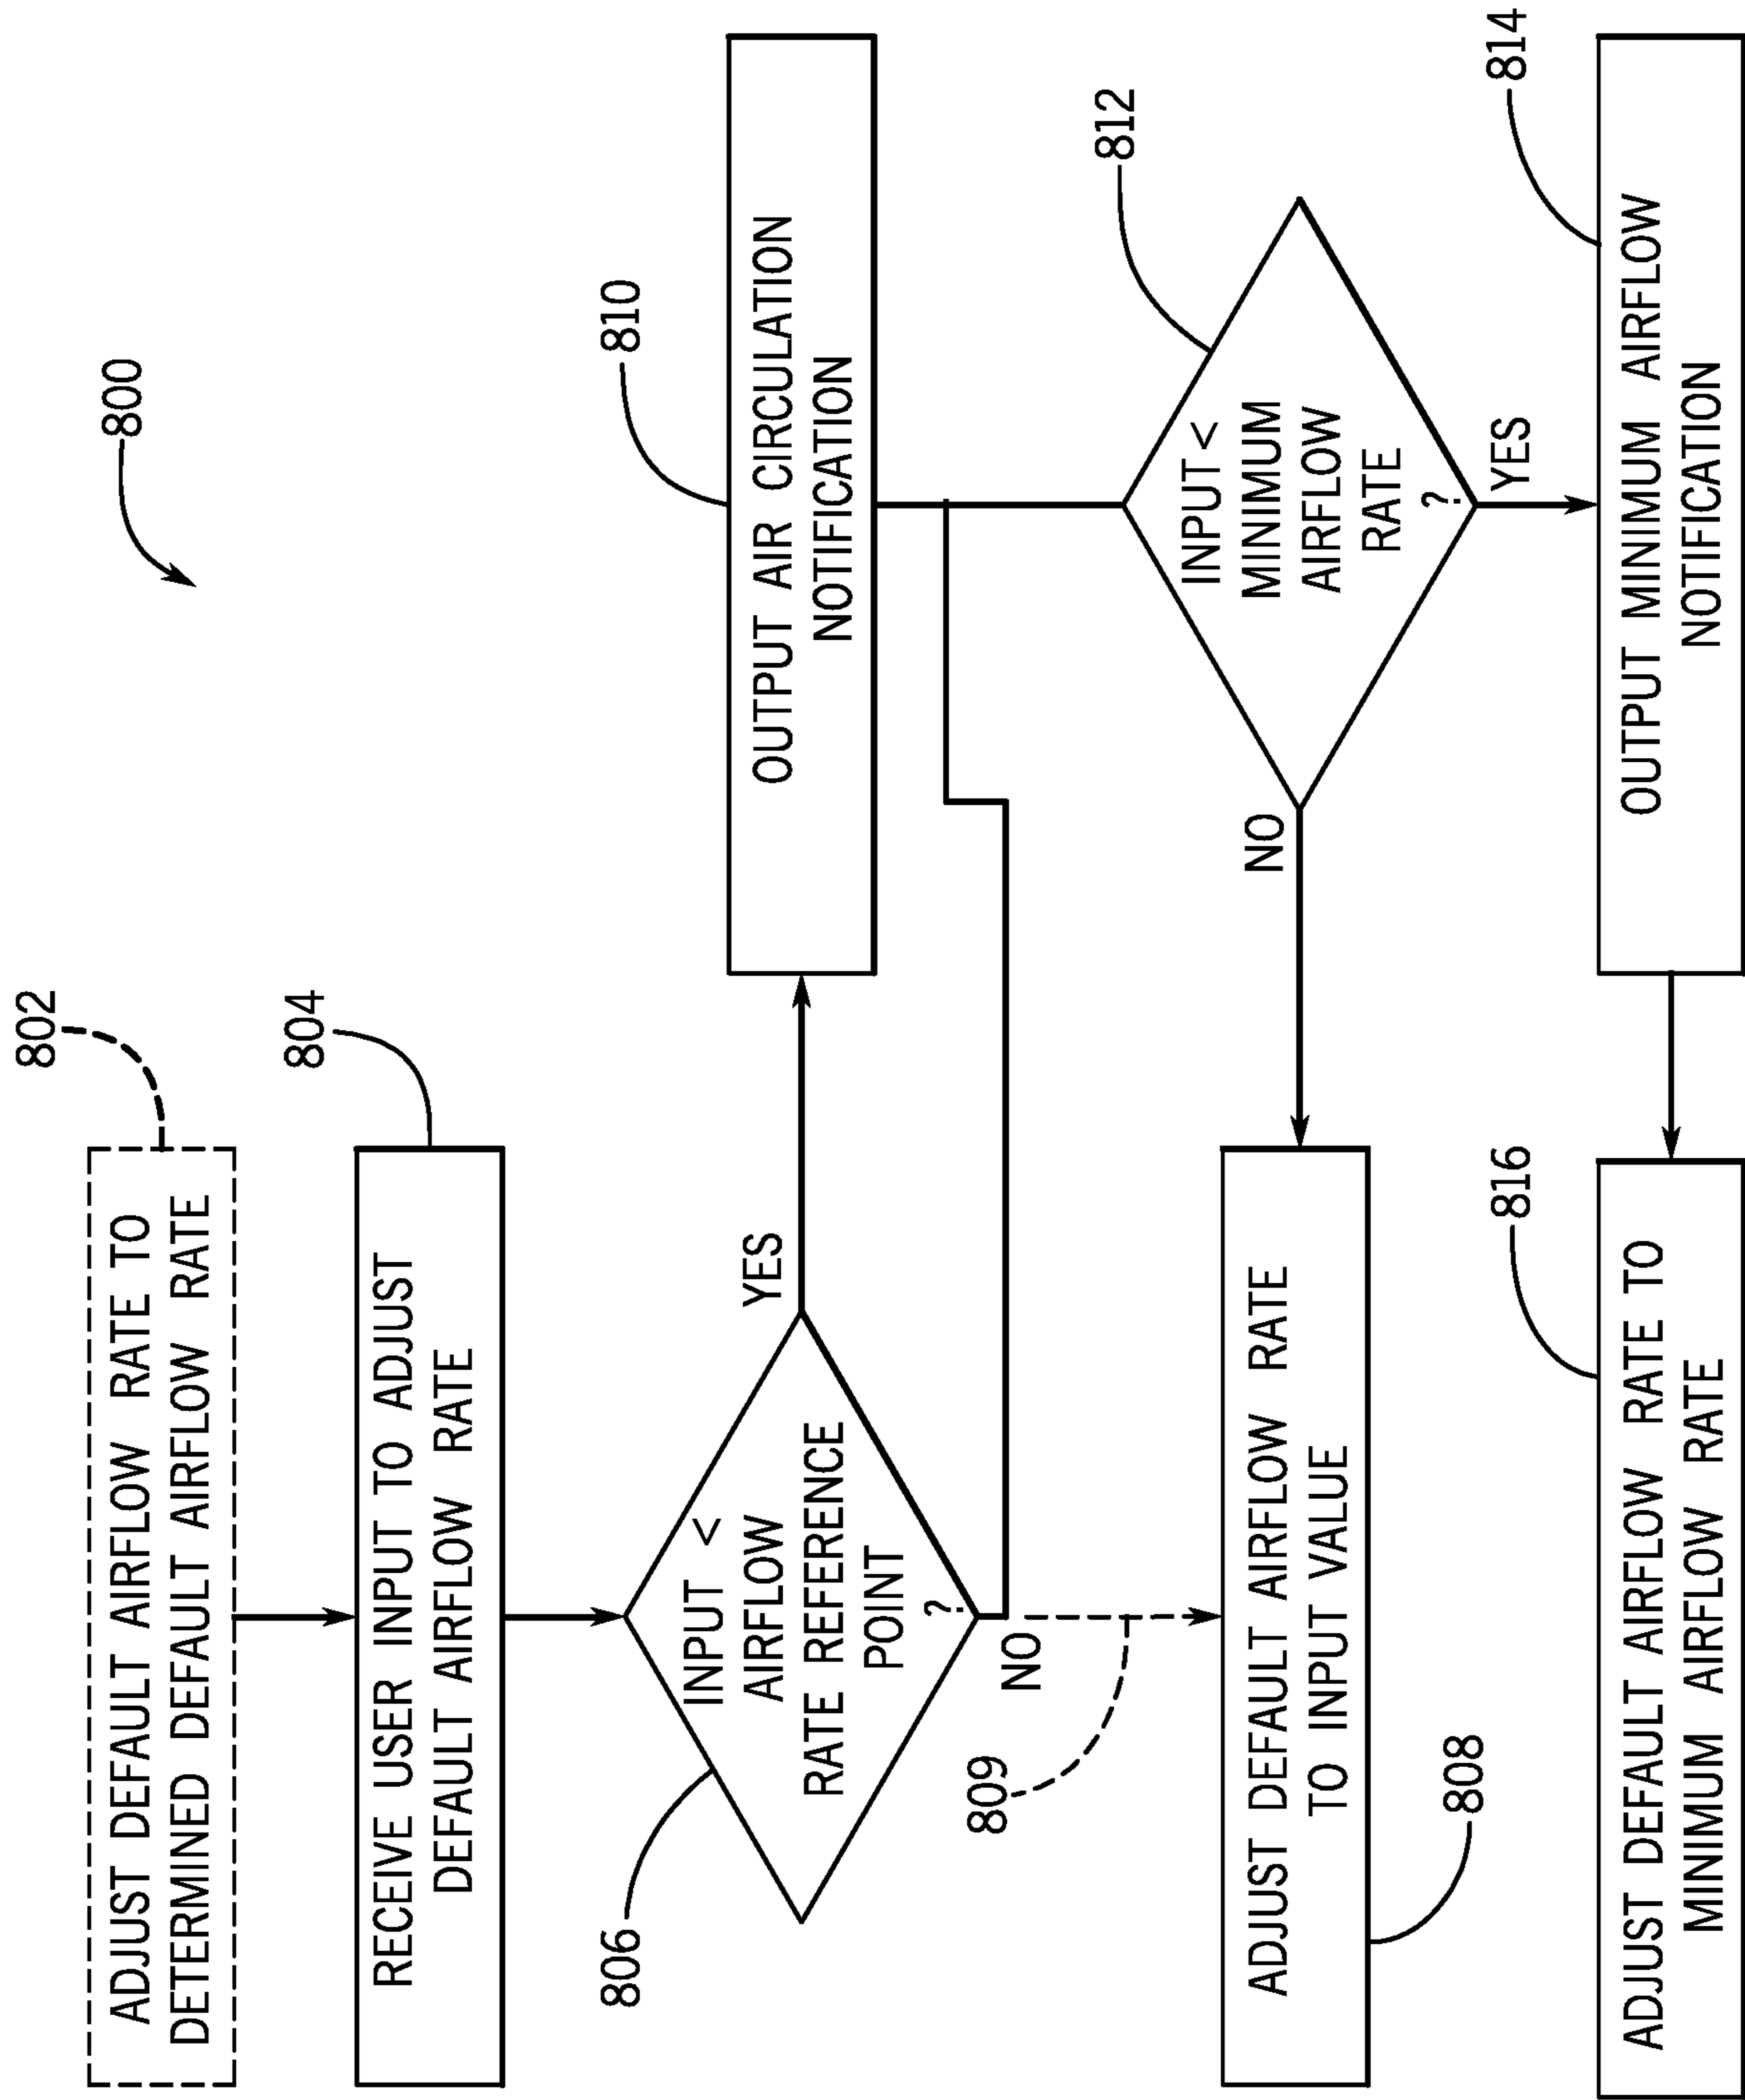 800
802
ADJUST DEFAULT AIRFLOW RATE TO
DETERMINED DEFAULT AIRFLOW RATE
804
RECEIVE USER INPUT TO ADJUST
DEFAULT AIRFLOW RATE
806
INPUT <
AIRFLOW
RATE REFERENCE
POINT
?
YES
NO
809
810
OUTPUT AIR CIRCULATION
NOTIFICATION
812
INPUT <
MINIMUM
AIRFLOW
RATE
?
NO
YES
ADJUST DEFAULT AIRFLOW RATE
TO INPUT VALUE
808
814
OUTPUT MINIMUM AIRFLOW
NOTIFICATION
816
ADJUST DEFAULT AIRFLOW RATE TO
MINIMUM AIRFLOW RATE